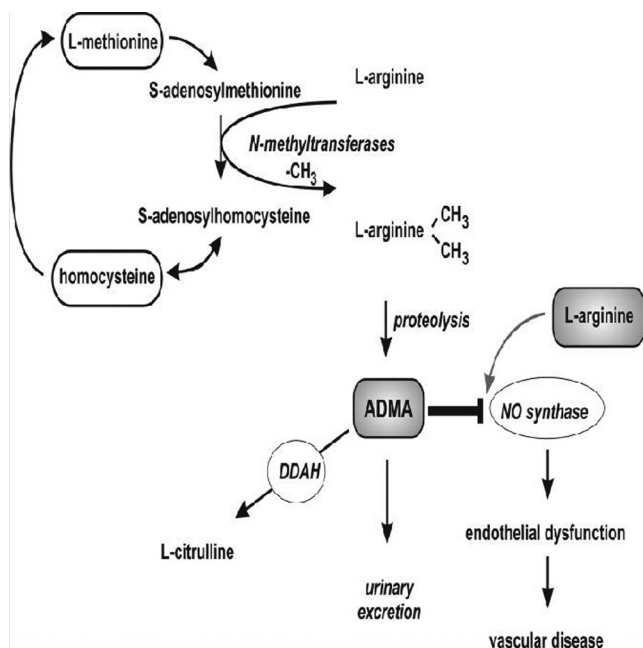 L-methionine
S-adenosylmethionine
L-arginine
N-methyltransferases
-CH3
S-adenosylhomocysteine
homocysteine
L-arginine
CH3
CH3
proteolysis
L-arginine
ADMA
NO synthase
DDAH
L-citrulline
urinary
excretion
endothelial dysfunction
vascular disease